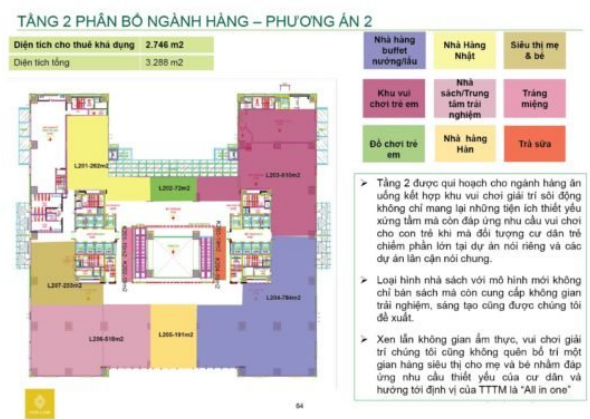 TẦNG 2 PHÂN BỔ NGÀNH HÀNG – PHƯƠNG ÁN 2
Diện tích cho thuê khả dụng 2.746 m2
Diện tích tổng 3.288 m2
Nhà hàng
buffet
nướng/lẩu
Nhà Hàng
Nhật
Siêu thị mẹ
& bé
Khu vui
chơi trẻ em
Nhà
sách/Trung
tâm trải
nghiệm
Tráng
miệng
Đồ chơi trẻ
em
Nhà hàng
Hàn
Trà sữa
L201-262m2
L202-72m2
L203-610m2
L207-233m2
L204-784m2
L206-518m2
L205-191m2
➢ Tầng 2 được qui hoạch cho ngành hàng ăn
uống kết hợp khu vui chơi giải trí sôi động
không chỉ mang lại những tiện ích thiết yếu
xứng tầm mà còn đáp ứng nhu cầu vui chơi
cho con trẻ khi mà đối tượng cư dân trẻ
chiếm phần lớn tại dự án nói riêng và các
dự án lân cận nói chung.
➢ Loại hình nhà sách với mô hình mới không
chỉ bán sách mà còn cung cấp không gian
trải nghiệm, sáng tạo cũng được chúng tôi
đề xuất.
➢ Xen lẫn không gian ẩm thực, vui chơi giải
trí chúng tôi cũng không quên bố trí một
gian hàng siêu thị cho mẹ và bé nhằm đáp
ứng nhu cầu thiết yếu của cư dân và
hướng tới định vị của TTTM là “All in one”
64